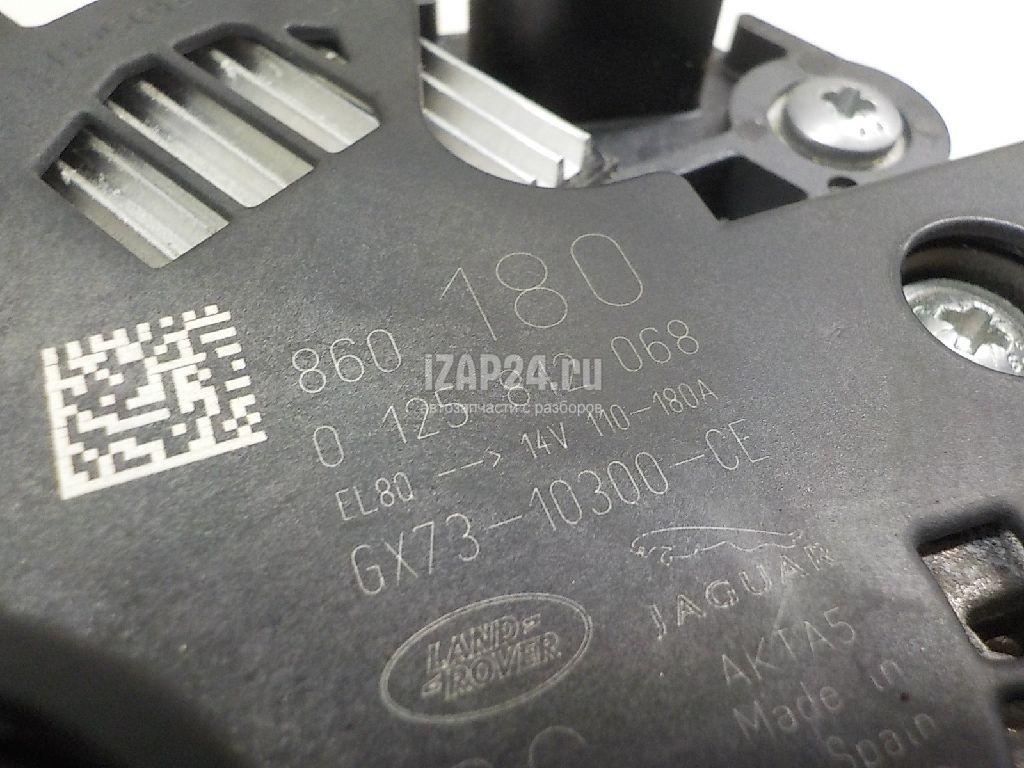 180
860
0 125 812 068
EL8Q --> 14V 110-180A
GX73-10300-CE
LAND ROVER
JAGUAR
AKTA5
Made in
Spain
iZAP24.ru
автозапчасти с разборов